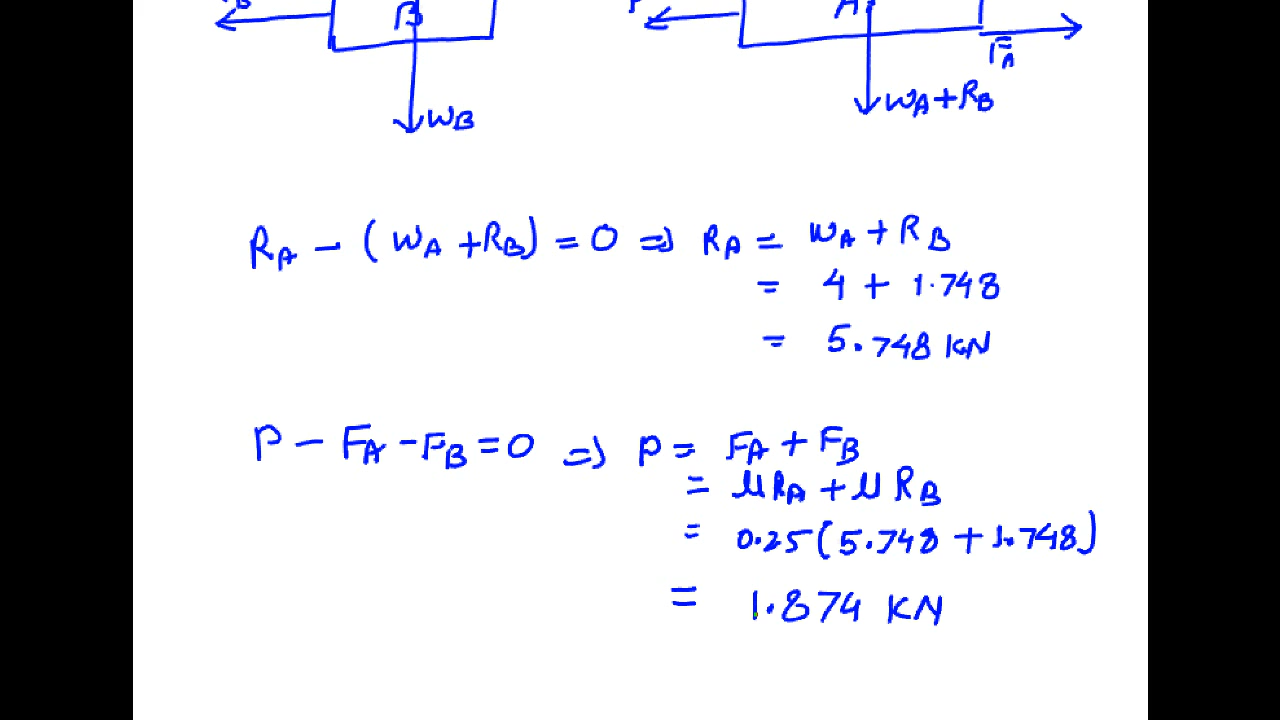 B
A
F_A
W_B
W_A + R_B
R_A - ( W_A + R_B ) = 0 ⇒ R_A = W_A + R_B
= 4 + 1.748
= 5.748 KN
P - F_A - F_B = 0 ⇒ P = F_A + F_B
= μR_A + μ R_B
= 0.25 ( 5.748 + 1.748 )
= 1.874 KN